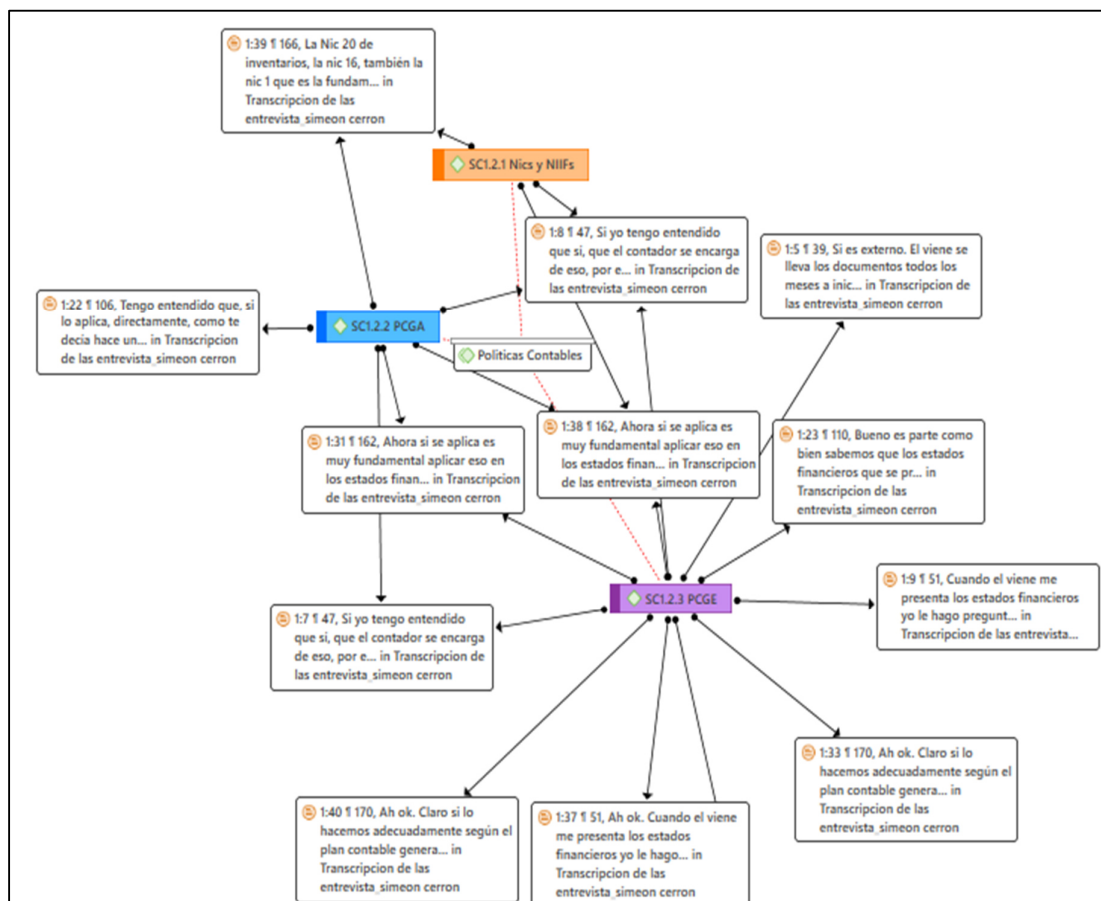 1:39 ¶ 166, La Nic 20 de
inventarios, la nic 16, también la
nic 1 que es la fundam... in
Transcripcion de las
entrevista_simeon cerron
SC1.2.1 Nics y NIIFs
1:8 ¶ 47, Si yo tengo entendido
que si, que el contador se encarga
de eso, por e... in Transcripcion de
las entrevista_simeon cerron
1:5 ¶ 39, Si es externo. El viene se
lleva los documentos todos los
meses a inic... in Transcripcion de
las entrevista_simeon cerron
1:22 ¶ 106, Tengo entendido que, si
lo aplica, directamente, como te
decia hace un... in Transcripcion
de las entrevista_simeon cerron
SC1.2.2 PCGA
Políticas Contables
1:31 ¶ 162, Ahora si se aplica es
muy fundamental aplicar eso en
los estados finan... in Transcripcion
de las entrevista_simeon cerron
1:38 ¶ 162, Ahora si se aplica es
muy fundamental aplicar eso en
los estados finan... in Transcripcion
de las entrevista_simeon cerron
1:23 ¶ 110, Bueno es parte como
bien sabemos que los estados
financieros que se pr... in
Transcripcion de las
entrevista_simeon cerron
SC1.2.3 PCGE
1:9 ¶ 51, Cuando el viene me
presenta los estados financieros
yo le hago pregunt... in
Transcripcion de las entrevista...
1:7 ¶ 47, Si yo tengo entendido
que si, que el contador se encarga
de eso, por e... in Transcripcion de
las entrevista_simeon cerron
1:33 ¶ 170, Ah ok. Claro si lo
hacemos adecuadamente según el
plan contable genera... in
Transcripcion de las
entrevista_simeon cerron
1:40 ¶ 170, Ah ok. Claro si lo
hacemos adecuadamente según el
plan contable genera... in
Transcripcion de las
entrevista_simeon cerron
1:37 ¶ 51, Ah ok. Cuando el viene
me presenta los estados
financieros yo le hago... in
Transcripcion de las
entrevista_simeon cerron